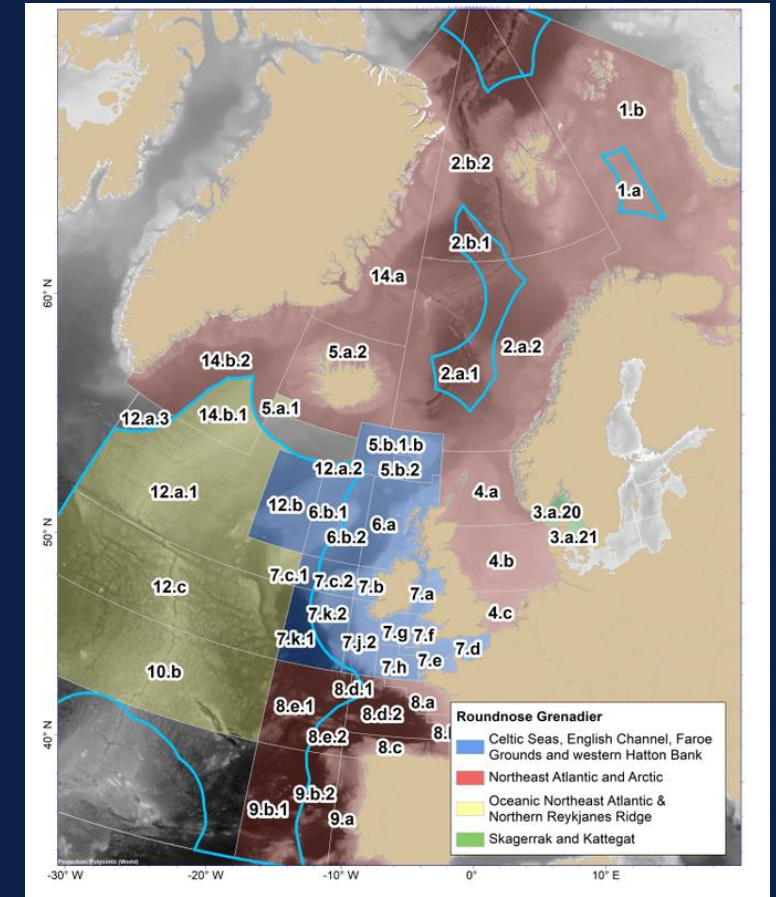 1.b
2.b.2
1.a
2.b.1
14.a
60° N
5.a.2
2.a.2
14.b.2
2.a.1
12.a.3
14.b.1
5.a.1
5.b.1.b
12.a.2
5.b.2
12.a.1
4.a
12.b
6.b.1
3.a.20
6.a
50° N
6.b.2
3.a.21
4.b
7.c.1
7.c.2
7.b
12.c
7.a
7.k.2
4.c
7.k.1
7.j.2
7.g
7.f
7.d
10.b
7.h
7.e
8.d.1
8.e.1
8.d.2
8.a
40° N
8.e.2
8.c
9.b.1
9.b.2
9.a
Roundnose Grenadier
Celtic Seas, English Channel, Faroe
Grounds and western Hatton Bank
Northeast Atlantic and Arctic
Oceanic Northeast Atlantic &
Northern Reykjanes Ridge
Skagerrak and Kattegat
Projection: Polyconic (World)
-30° W
-20° W
-10° W
0°
10° E